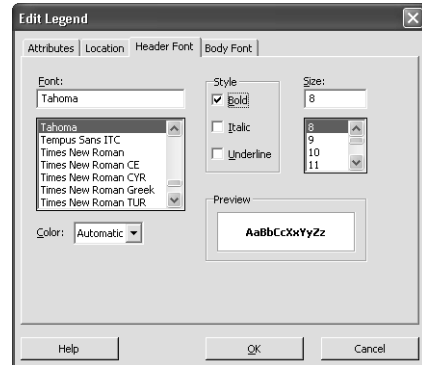 Edit Legend
Attributes Location Header Font Body Font
Font:
Tahoma
Tahoma
Tempus Sans ITC
Times New Roman
Times New Roman CE
Times New Roman CYR
Times New Roman Greek
Times New Roman TUR
Color: Automatic
Style
Bold
Italic
Underline
Size:
8
8
9
10
11
Preview
AaBbCcXxYyZz
Help OK Cancel